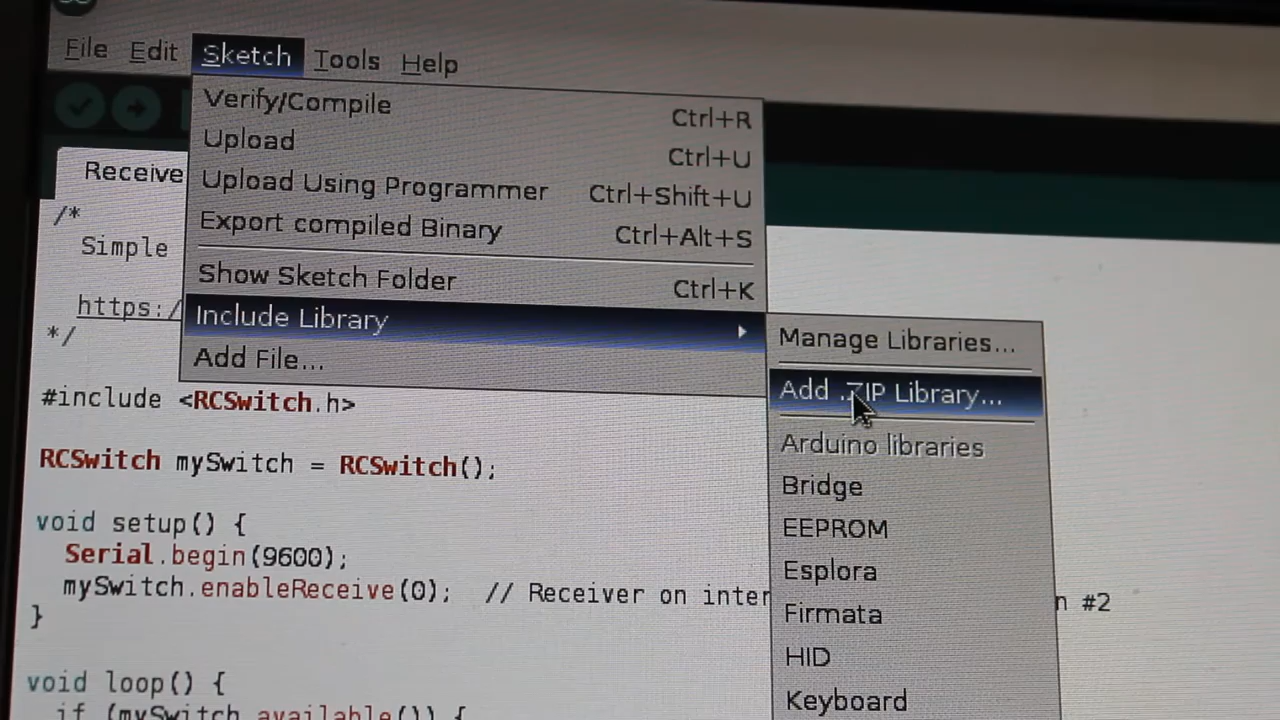 File Edit Sketch Tools Help
Verify/Compile Ctrl+R
Upload Ctrl+U
Upload Using Programmer Ctrl+Shift+U
Export compiled Binary Ctrl+Alt+S
Show Sketch Folder Ctrl+K
Include Library
Add File...
Manage Libraries...
Add .ZIP Library...
Arduino libraries
Bridge
EEPROM
Esplora
Firmata
HID
Keyboard
Receive
/*
Simple
https:/
*/
#include <RCSwitch.h>
RCSwitch mySwitch = RCSwitch();
void setup() {
Serial.begin(9600);
mySwitch.enableReceive(0); // Receiver on inter n #2
}
void loop() {
if (mySwitch.available()) {